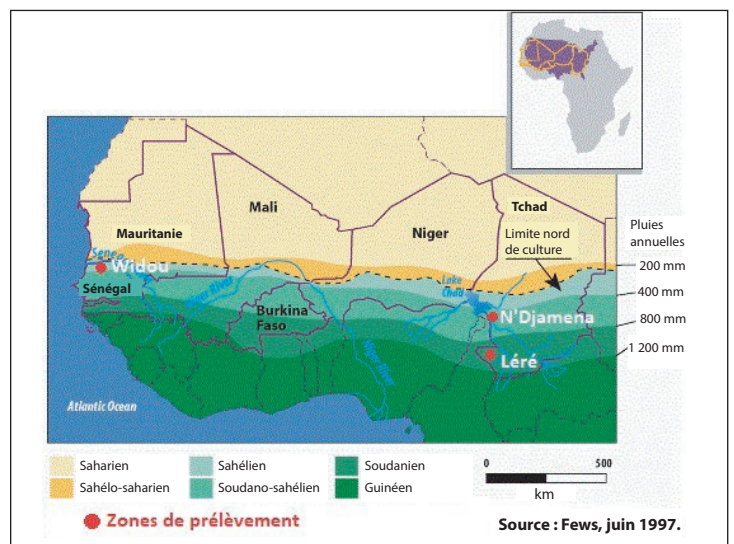 Mali
Tchad
Mauritanie
Niger
Limite nord
de culture
Pluies
annuelles
200 mm
400 mm
800 mm
1 200 mm
Widou
Sénégal
Niger River
Burkina
Faso
Lake
Chad
N'Djamena
Léré
Niger River
Atlantic Ocean
Saharien
Sahélien
Soudanien
Sahélo-saharien
Soudano-sahélien
Guinéen
0
500
km
Zones de prélèvement
Source : Fews, juin 1997.